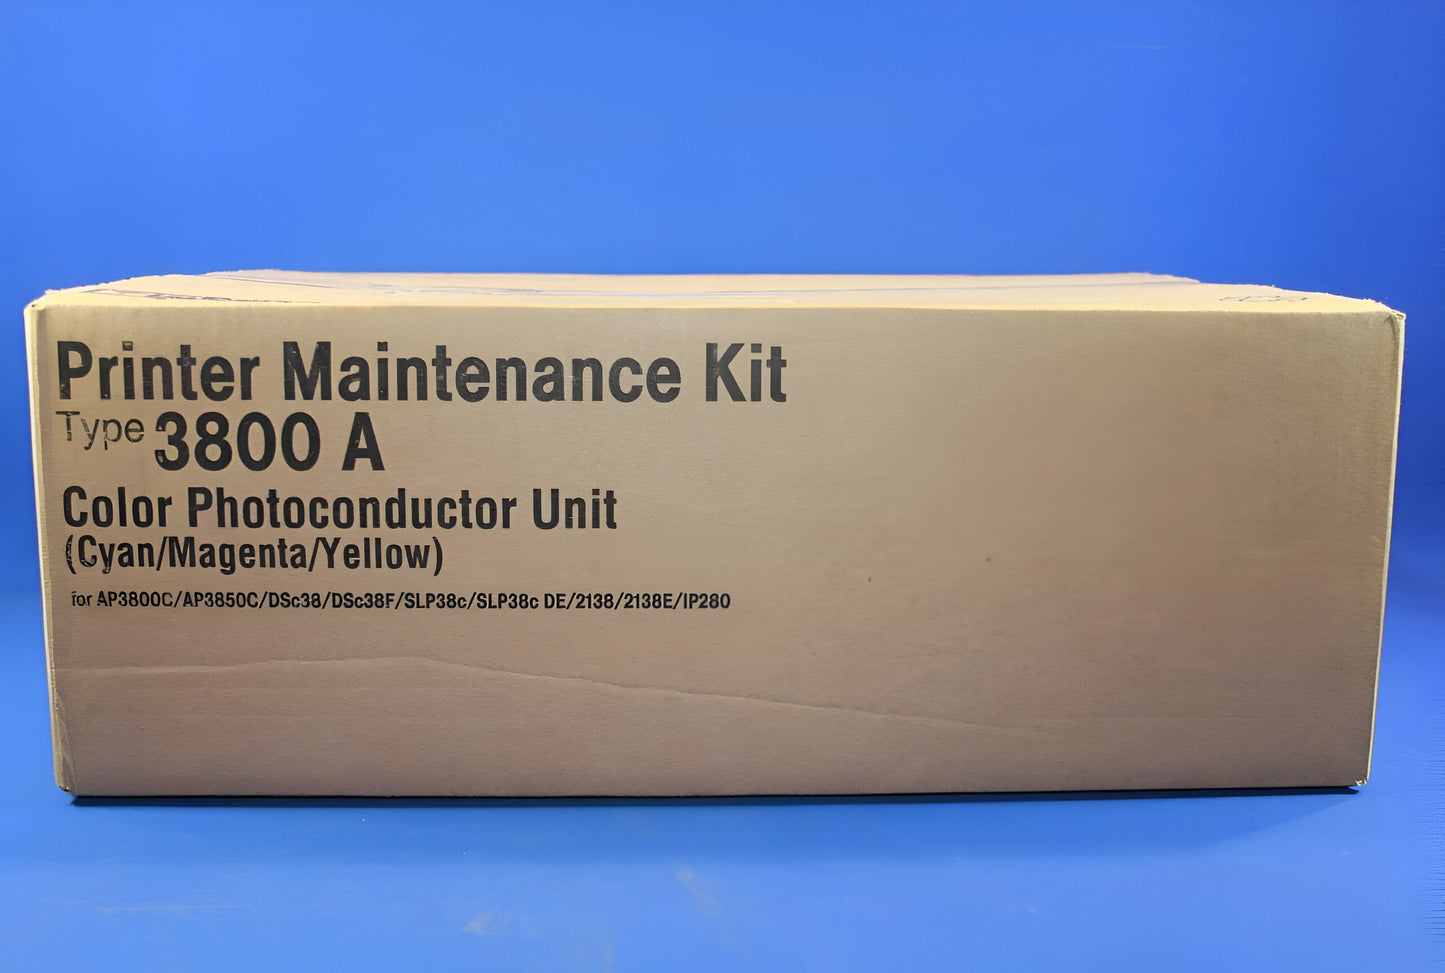 Printer Maintenance Kit
Type 3800 A
Color Photoconductor Unit
(Cyan/Magenta/Yellow)
for AP3800C/AP3850C/DSc38/DSc38F/SLP38c/SLP38c DE/2138/2138E/IP280